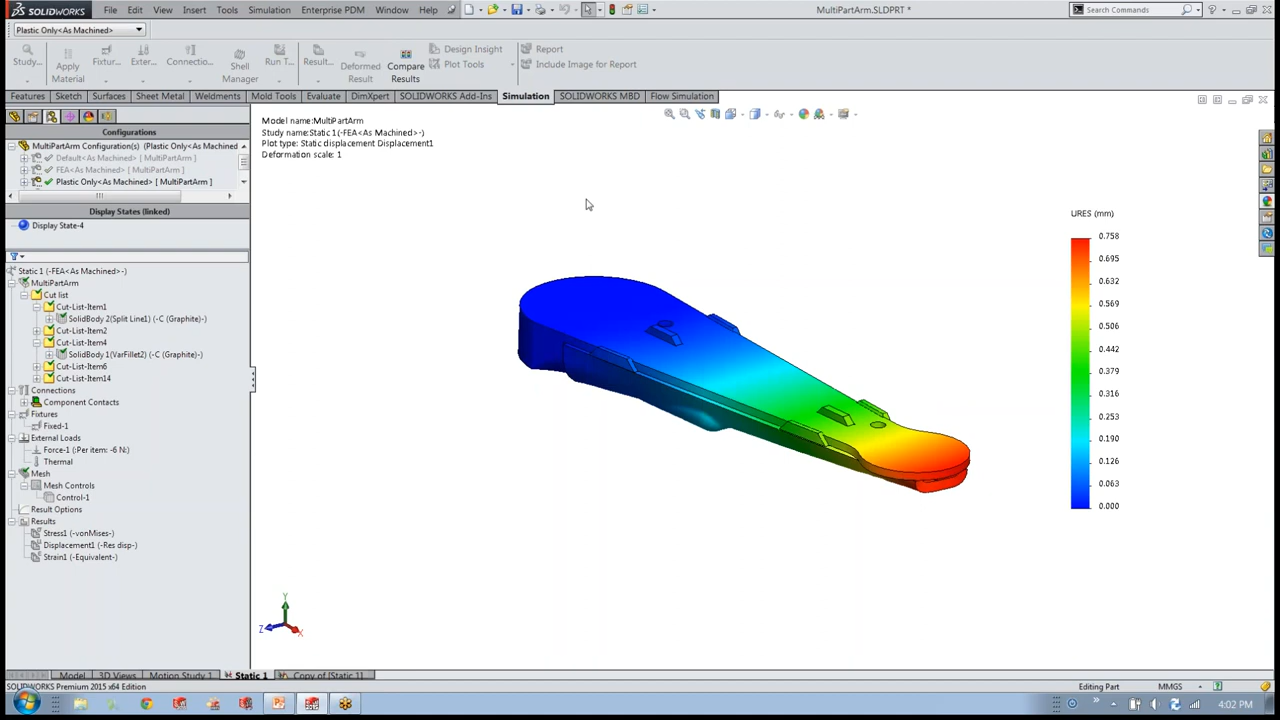 SOLIDWORKS File Edit View Insert Tools Simulation Enterprise PDM Window Help MultiPartArm.SLDPRT * Search Commands
Plastic Only<As Machined>
Study... Apply Material Fixtur... Exter... Connectio... Shell Manager Run T... Result... Deformed Result Compare Results Design Insight Plot Tools Report Include Image for Report
Features Sketch Surfaces Sheet Metal Weldments Mold Tools Evaluate DimXpert SOLIDWORKS Add-Ins Simulation SOLIDWORKS MBD Flow Simulation
Configurations
MultiPartArm Configuration(s) (Plastic Only<As Machined
Default<As Machined> [ MultiPartArm ]
FEA<As Machined> [ MultiPartArm ]
Plastic Only<As Machined> [ MultiPartArm ]
Display States (linked)
Display State-4
Static 1 (-FEA<As Machined>-)
MultiPartArm
Cut list
Cut-List-Item1
SolidBody 2(Split Line1) (-C (Graphite)-)
Cut-List-Item2
Cut-List-Item4
SolidBody 1(VarFillet2) (-C (Graphite)-)
Cut-List-Item6
Cut-List-Item14
Connections
Component Contacts
Fixtures
Fixed-1
External Loads
Force-1 (:Per item: -6 N:)
Thermal
Mesh
Mesh Controls
Control-1
Result Options
Results
Stress1 (-vonMises-)
Displacement1 (-Res disp-)
Strain1 (-Equivalent-)
Model name:MultiPartArm
Study name:Static 1(-FEA<As Machined>-)
Plot type: Static displacement Displacement1
Deformation scale: 1
URES (mm)
0.758
0.695
0.632
0.569
0.506
0.442
0.379
0.316
0.253
0.190
0.126
0.063
0.000
Y
Z X
Model 3D Views Motion Study 1 Static 1 Copy of [Static 1]
SOLIDWORKS Premium 2015 x64 Edition Editing Part MMGS
4:02 PM